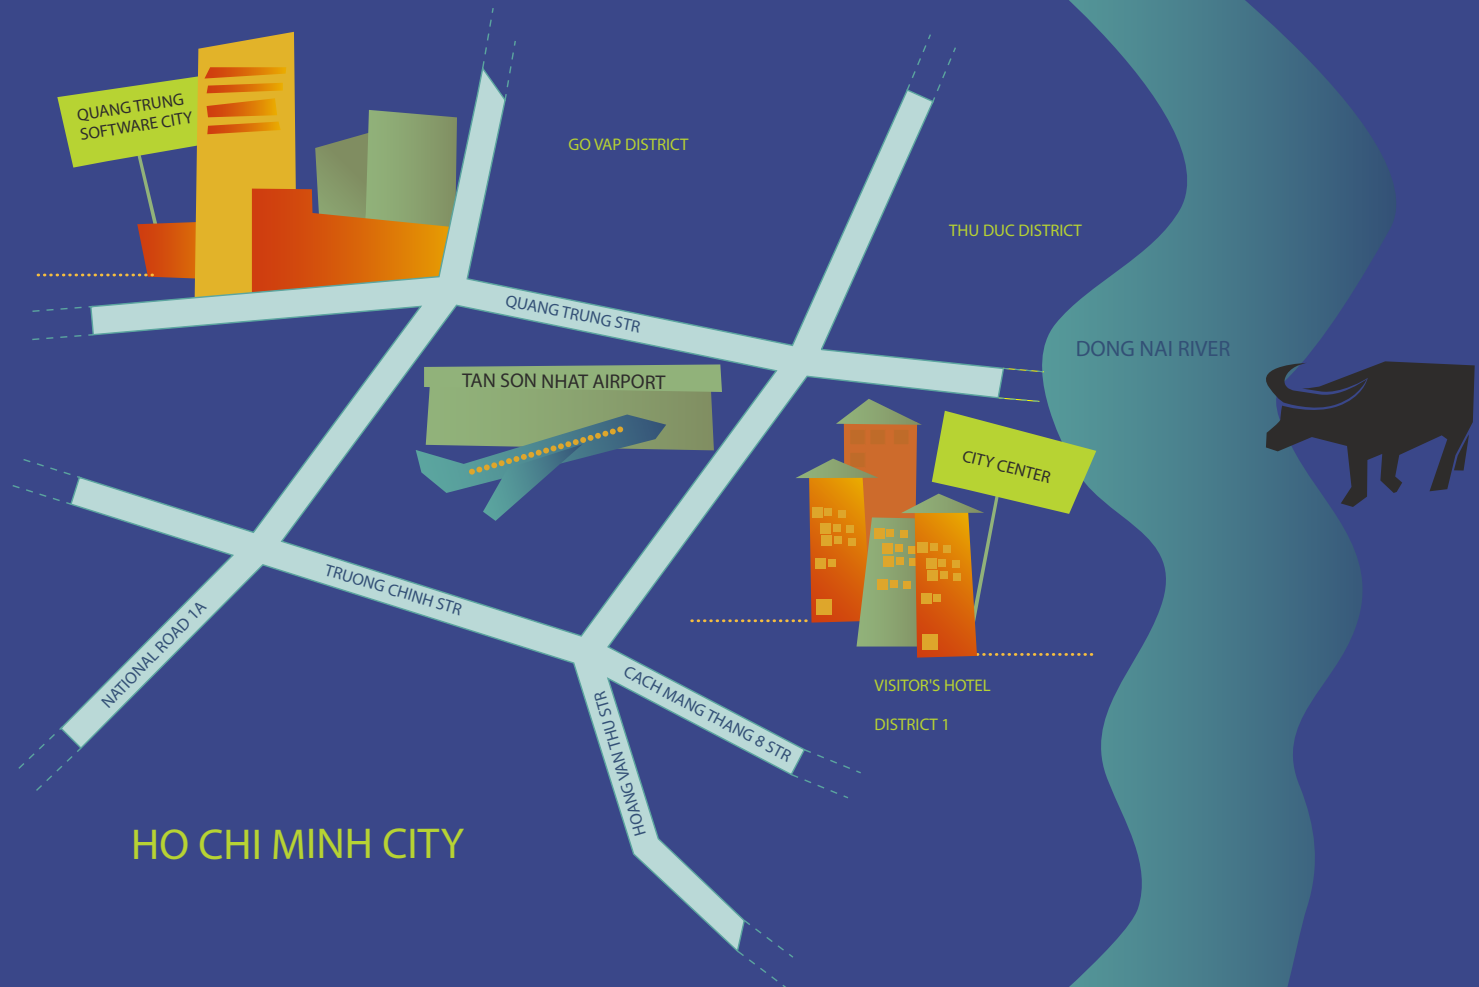 QUANG TRUNG
SOFTWARE CITY
GO VAP DISTRICT
THU DUC DISTRICT
QUANG TRUNG STR
DONG NAI RIVER
TAN SON NHAT AIRPORT
CITY CENTER
TRUONG CHINH STR
NATIONAL ROAD 1A
CACH MANG THANG 8 STR
HOANG VAN THU STR
VISITOR'S HOTEL
DISTRICT 1
HO CHI MINH CITY